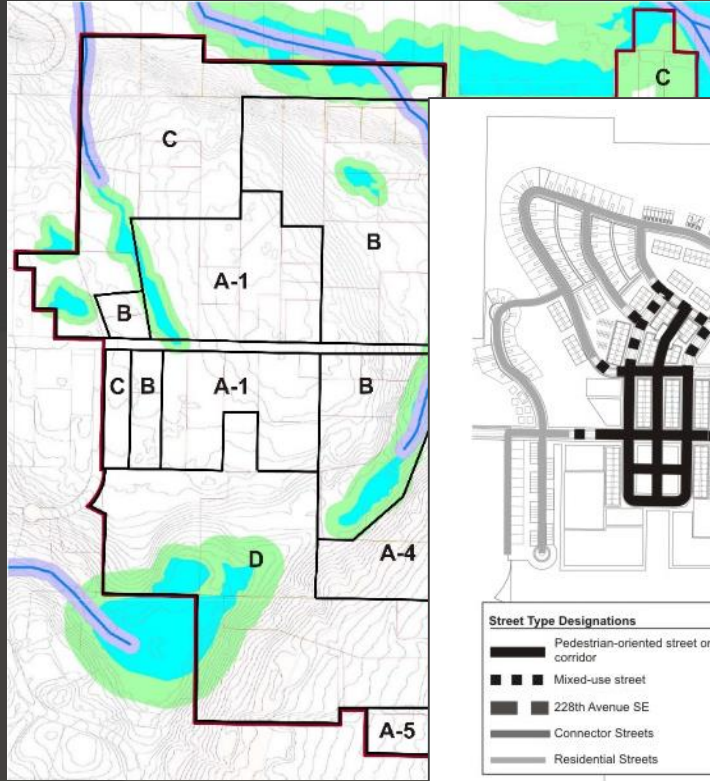 C
C
B
A-1
B
C
B
A-1
B
D
A-4
A-5
Street Type Designations
Pedestrian-oriented street or
corridor
Mixed-use street
228th Avenue SE
Connector Streets
Residential Streets